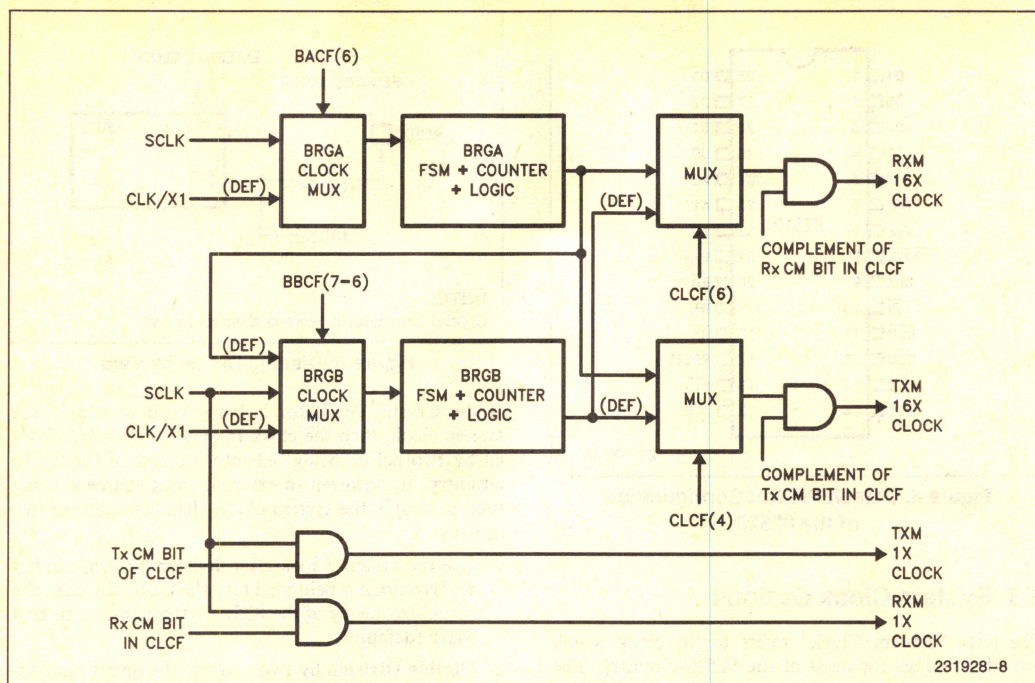 BACF(6)
SCLK
CLK/X1
(DEF)
BRGA
CLOCK
MUX
BRGA
FSM + COUNTER
+ LOGIC
MUX
(DEF)
RXM
16X
CLOCK
COMPLEMENT OF
Rx CM BIT IN CLCF
CLCF(6)
BBCF(7-6)
(DEF)
SCLK
CLK/X1
(DEF)
BRGB
CLOCK
MUX
BRGB
FSM + COUNTER
+ LOGIC
(DEF)
MUX
TXM
16X
CLOCK
COMPLEMENT OF
Tx CM BIT IN CLCF
CLCF(4)
Tx CM BIT
OF CLCF
TXM
1X
CLOCK
Rx CM BIT
IN CLCF
RXM
1X
CLOCK
231928-8